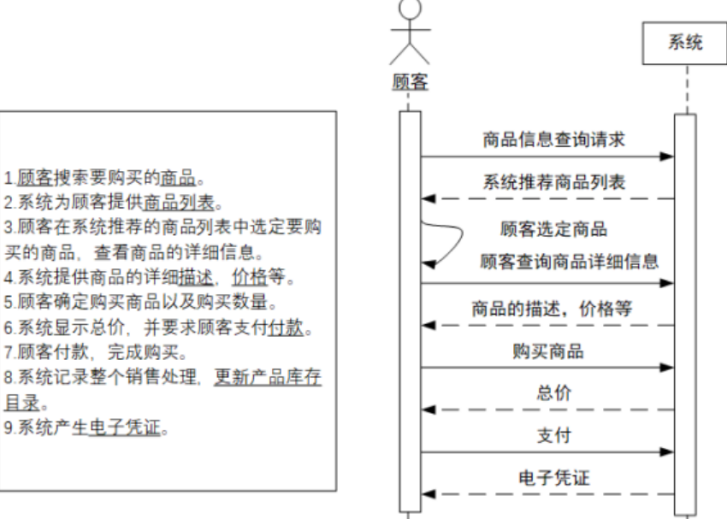 顾客
系统
1.顾客搜索要购买的商品。
2.系统为顾客提供商品列表。
3.顾客在系统推荐的商品列表中选定要购
买的商品，查看商品的详细信息。
4.系统提供商品的详细描述，价格等。
5.顾客确定购买商品以及购买数量。
6.系统显示总价，并要求顾客支付付款。
7.顾客付款，完成购买。
8.系统记录整个销售处理，更新产品库存
目录。
9.系统产生电子凭证。
商品信息查询请求
系统推荐商品列表
顾客选定商品
顾客查询商品详细信息
商品的描述，价格等
购买商品
总价
支付
电子凭证